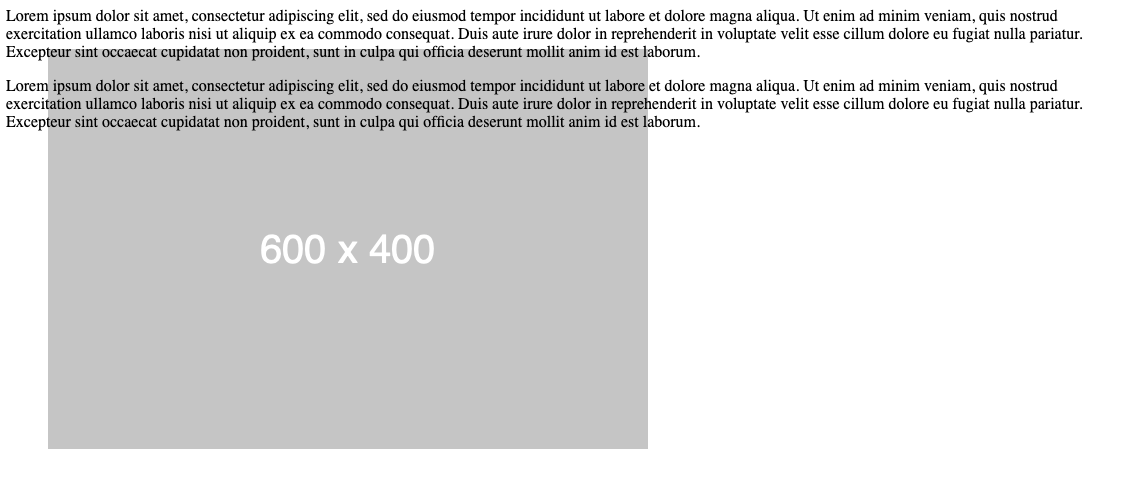 Lorem ipsum dolor sit amet, consectetur adipiscing elit, sed do eiusmod tempor incididunt ut labore et dolore magna aliqua. Ut enim ad minim veniam, quis nostrud
exercitation ullamco laboris nisi ut aliquip ex ea commodo consequat. Duis aute irure dolor in reprehenderit in voluptate velit esse cillum dolore eu fugiat nulla pariatur.
Excepteur sint occaecat cupidatat non proident, sunt in culpa qui officia deserunt mollit anim id est laborum.
Lorem ipsum dolor sit amet, consectetur adipiscing elit, sed do eiusmod tempor incididunt ut labore et dolore magna aliqua. Ut enim ad minim veniam, quis nostrud
exercitation ullamco laboris nisi ut aliquip ex ea commodo consequat. Duis aute irure dolor in reprehenderit in voluptate velit esse cillum dolore eu fugiat nulla pariatur.
Excepteur sint occaecat cupidatat non proident, sunt in culpa qui officia deserunt mollit anim id est laborum.
600 x 400